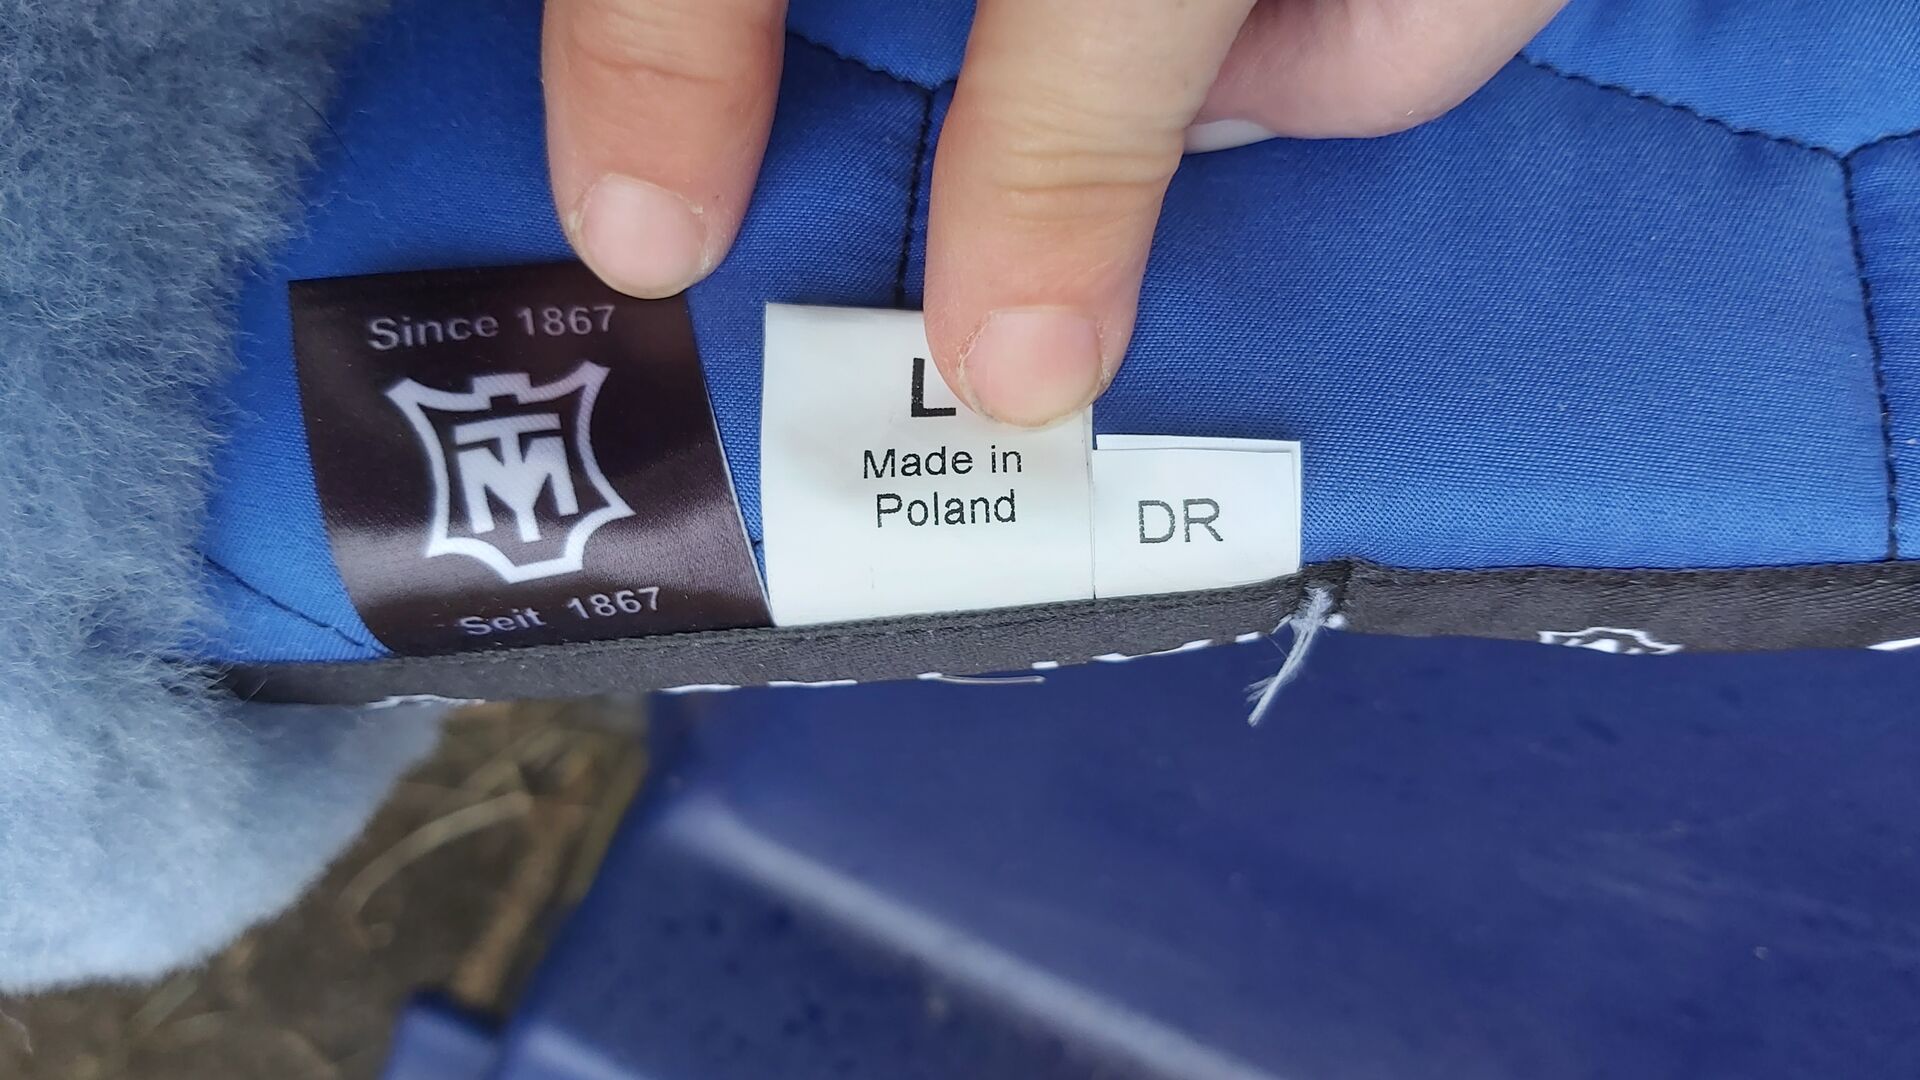 Since 1867
TM
Seit 1867
L
Made in
Poland
DR